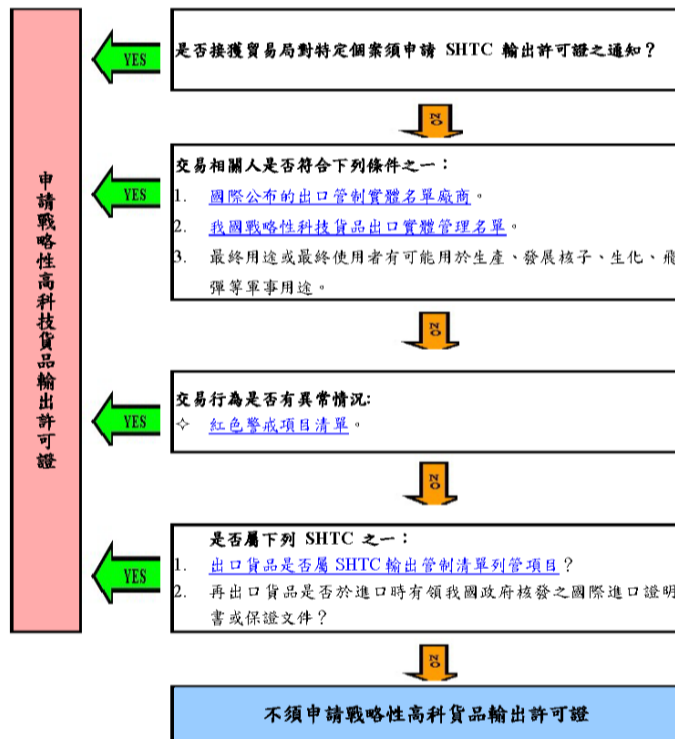 申請戰略性高科技貨品輸出許可證
YES
是否接獲貿易局對特定個案須申請 SHTC 輸出許可證之通知？
NO
交易相關人是否符合下列條件之一：
YES
1. 國際公布的出口管制實體名單廠商。
2. 我國戰略性科技貨品出口實體管理名單。
3. 最終用途或最終使用者有可能用於生產、發展核子、生化、飛
彈等軍事用途。
NO
交易行為是否有異常情況:
YES
✧ 紅色警戒項目清單。
NO
是否屬下列 SHTC 之一：
YES
1. 出口貨品是否屬 SHTC 輸出管制清單列管項目？
2. 再出口貨品是否於進口時有領我國政府核發之國際進口證明
書或保證文件？
NO
不須申請戰略性高科貨品輸出許可證